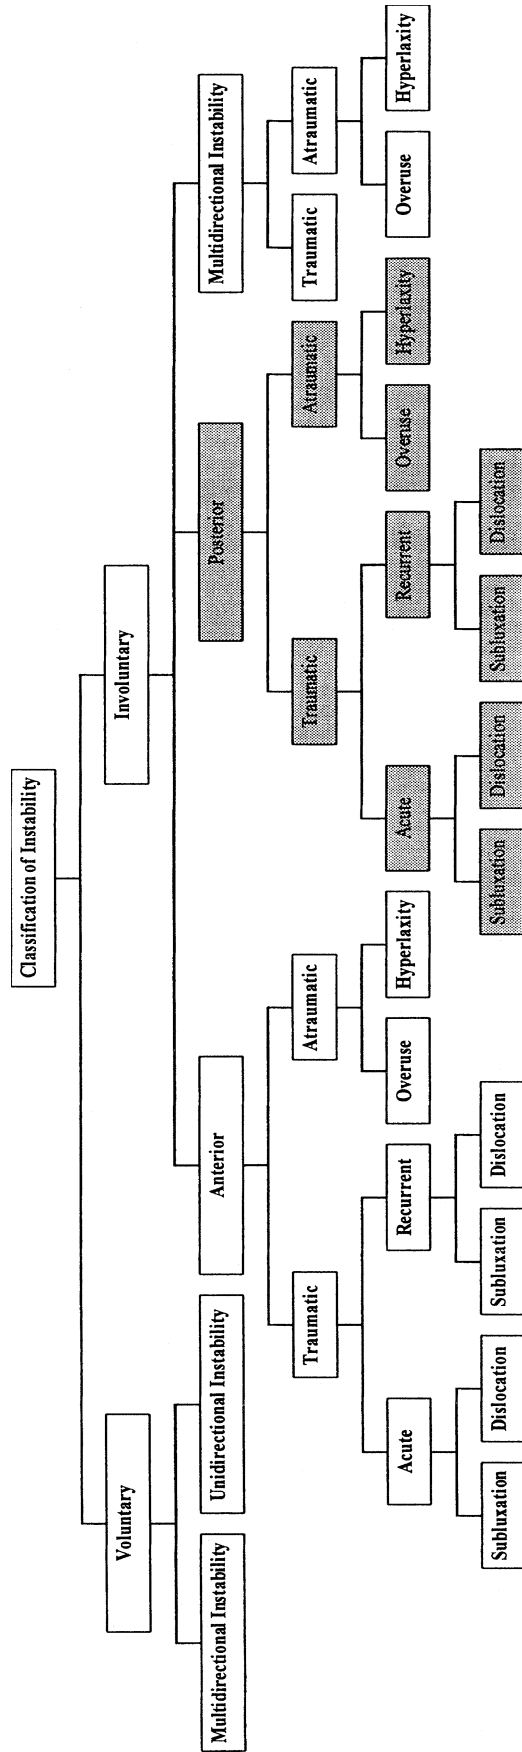 Classification of Instability
Voluntary
Involuntary
Multidirectional Instability
Unidirectional Instability
Anterior
Posterior
Multidirectional Instability
Traumatic
Atraumatic
Traumatic
Atraumatic
Traumatic
Atraumatic
Acute
Recurrent
Overuse
Hyperlaxity
Acute
Recurrent
Overuse
Hyperlaxity
Overuse
Hyperlaxity
Subluxation
Dislocation
Subluxation
Dislocation
Subluxation
Dislocation
Subluxation
Dislocation